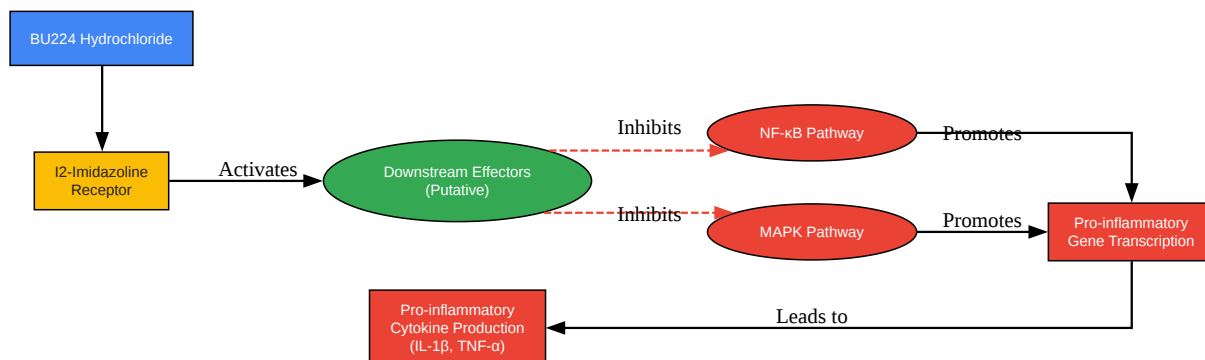 BU224 Hydrochloride
I2-Imidazoline
Receptor
Activates
Downstream Effectors
(Putative)
Inhibits
NF-κB Pathway
Promotes
Inhibits
MAPK Pathway
Promotes
Pro-inflammatory
Gene Transcription
Leads to
Pro-inflammatory
Cytokine Production
(IL-1β, TNF-α)